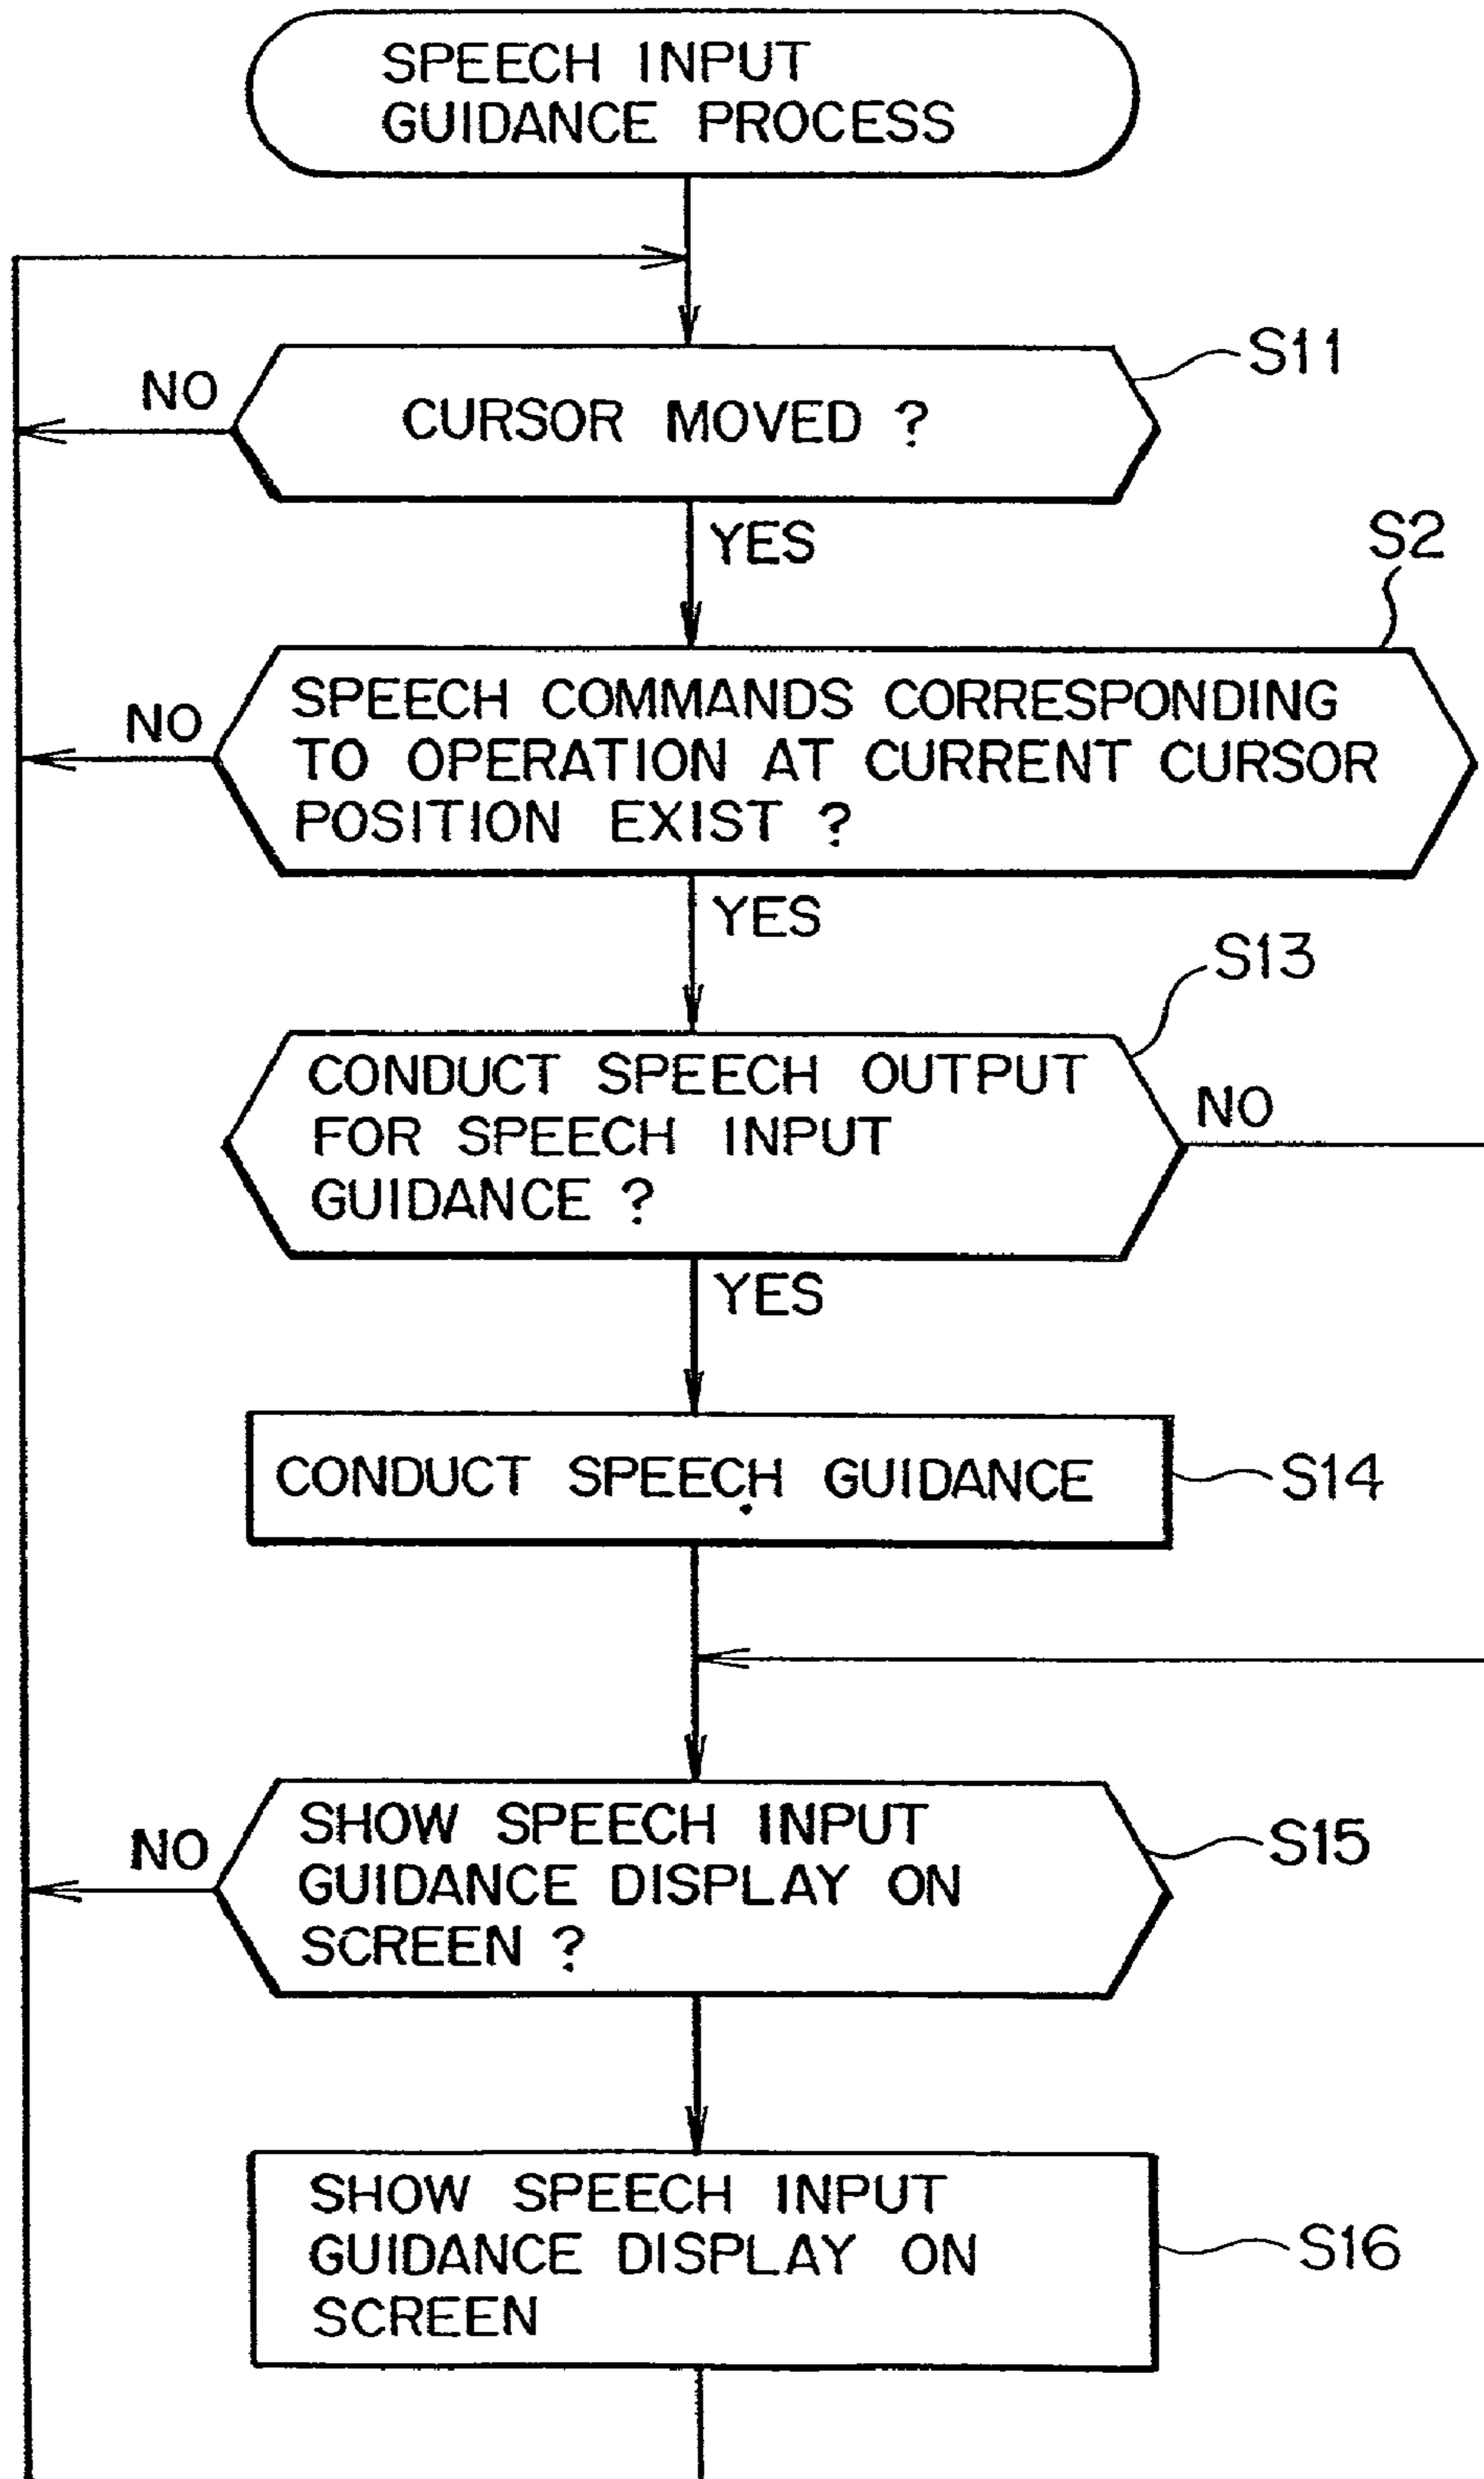 SPEECH INPUT
GUIDANCE PROCESS
S11
NO
CURSOR MOVED ?
YES
S2
NO
SPEECH COMMANDS CORRESPONDING
TO OPERATION AT CURRENT CURSOR
POSITION EXIST ?
YES
S13
CONDUCT SPEECH OUTPUT
FOR SPEECH INPUT
GUIDANCE ?
NO
YES
CONDUCT SPEECH GUIDANCE
S14
NO
SHOW SPEECH INPUT
GUIDANCE DISPLAY ON
SCREEN ?
S15
SHOW SPEECH INPUT
GUIDANCE DISPLAY ON
SCREEN
S16